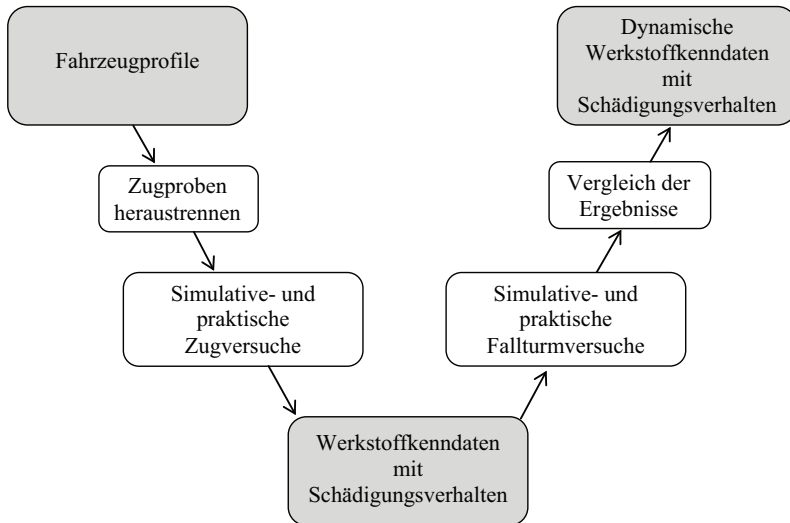 Fahrzeugprofile
Zugproben
heraustrennen
Simulative- und
praktische
Zugversuche
Werkstoffkenndaten
mit
Schädigungsverhalten
Simulative- und
praktische
Fallturmversuche
Vergleich der
Ergebnisse
Dynamische
Werkstoffkenndaten
mit
Schädigungsverhalten